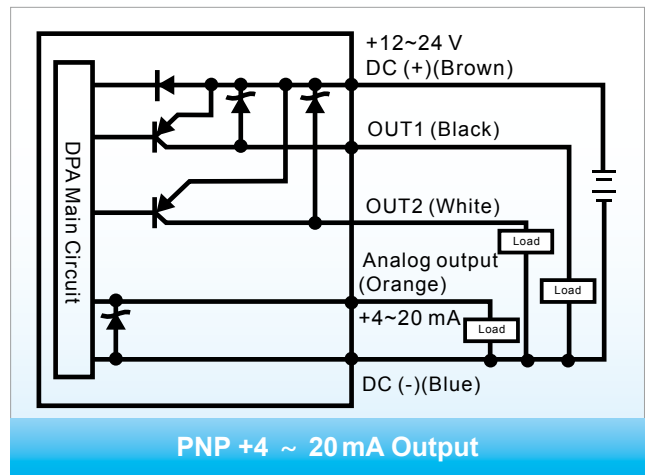 +12~24 V
DC (+)(Brown)
DPA Main Circuit
OUT1 (Black)
OUT2 (White)
Load
Analog output
(Orange)
Load
+4~20 mA
Load
DC (-)(Blue)
PNP +4 ~ 20 mA Output